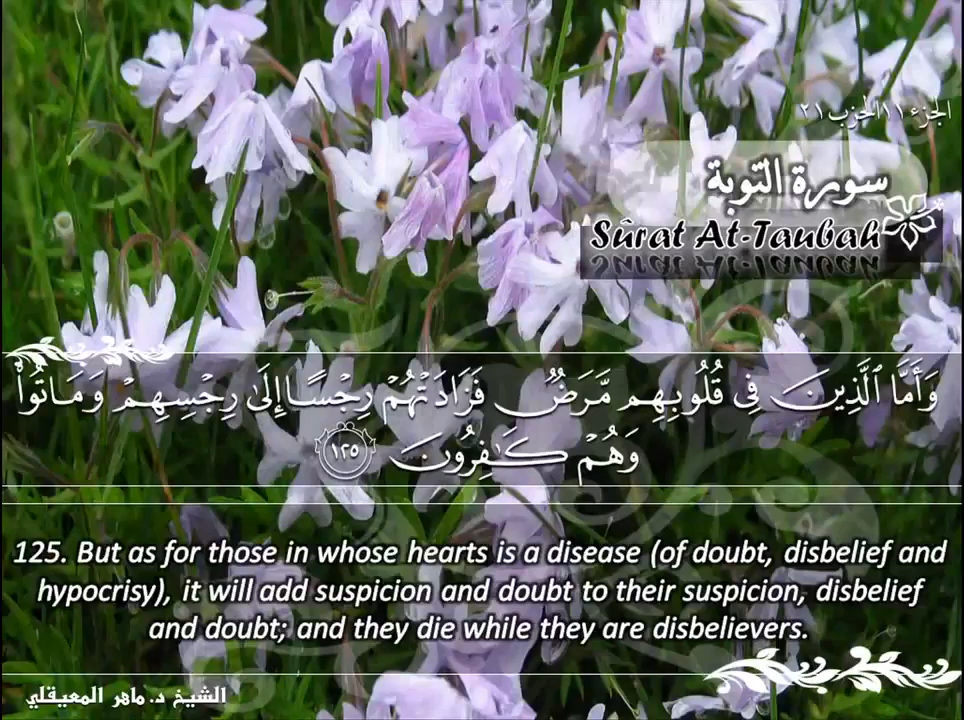 الجزء ١١ الحزب ٢١
سورة التوبة
Sûrat At-Taubah
وَأَمَّا ٱلَّذِينَ فِى قُلُوبِهِم مَّرَضٌ فَزَادَتْهُمْ رِجْسًا إِلَىٰ رِجْسِهِمْ وَمَاتُوا۟
وَهُمْ كَـٰفِرُونَ ١٢٥
125. But as for those in whose hearts is a disease (of doubt, disbelief and
hypocrisy), it will add suspicion and doubt to their suspicion, disbelief
and doubt; and they die while they are disbelievers.
الشيخ د. ماهر المعيقلي